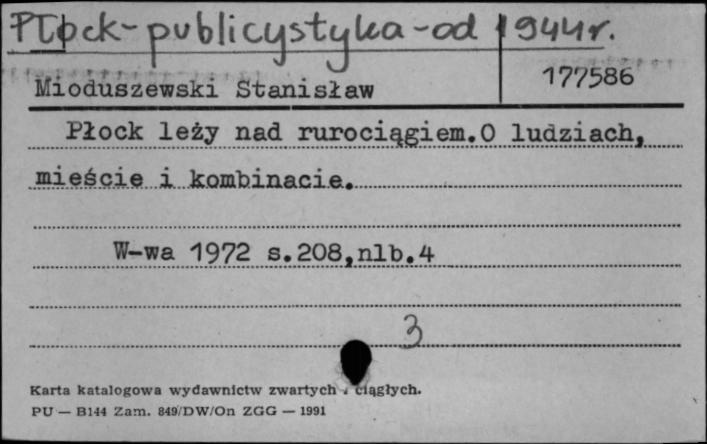 Płock-publicystyka-od 1944r.
177586
Mioduszewski Stanisław
Płock leży nad rurociągiem.O ludziach,
mieście i kombinacie.
W-wa 1972 s.208,nlb.4
3
Karta katalogowa wydawnictw zwartych i ciągłych.
PU — B144 Zam. 849/DW/On ZGG — 1991